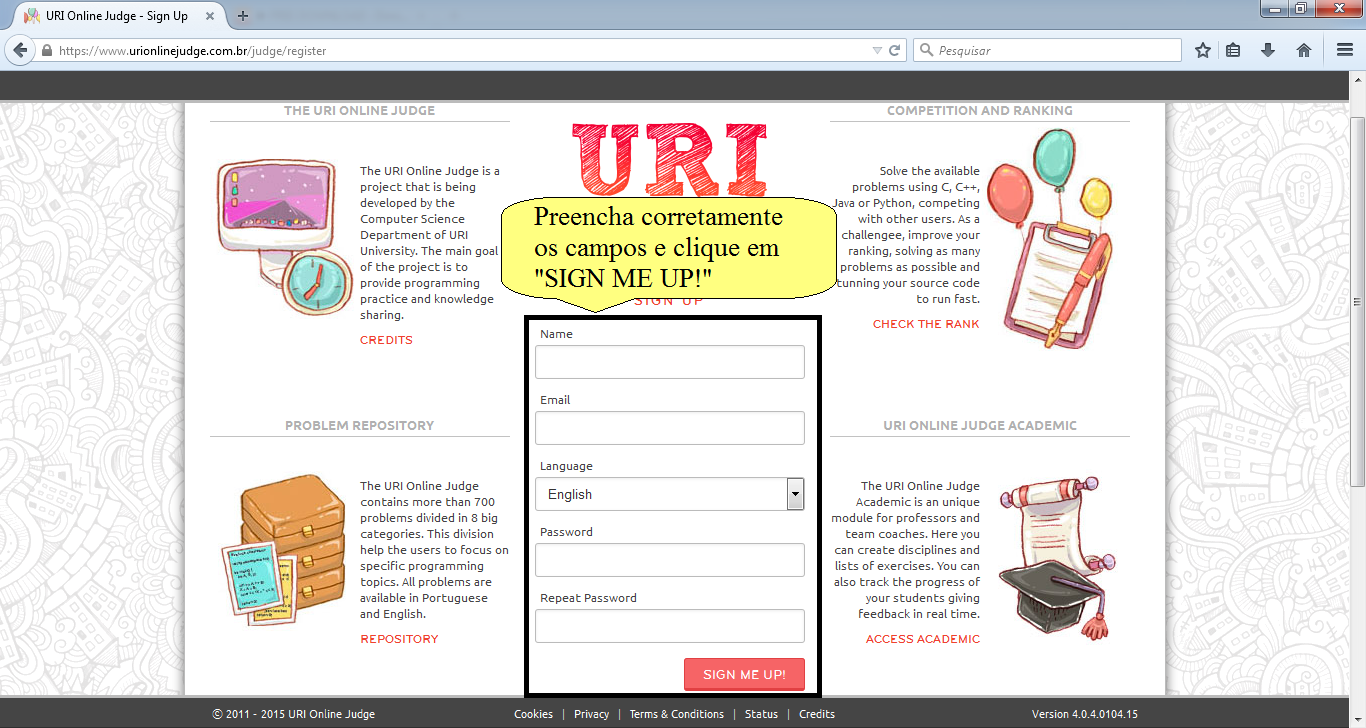 URI Online Judge - Sign Up
https://www.urionlinejudge.com.br/judge/register
Pesquisar
THE URI ONLINE JUDGE
The URI Online Judge is a
project that is being
developed by the
Computer Science
Department of URI
University. The main goal
of the project is to
provide programming
practice and knowledge
sharing.
CREDITS
PROBLEM REPOSITORY
The URI Online Judge
contains more than 700
problems divided in 8 big
categories. This division
help the users to focus on
specific programming
topics. All problems are
available in Portuguese
and English.
REPOSITORY
URI
Preencha corretamente
os campos e clique em
"SIGN ME UP!"
SIGN UP
Name
Email
Language
English
Password
Repeat Password
SIGN ME UP!
COMPETITION AND RANKING
Solve the available
problems using C, C++,
Java or Python, competing
with other users. As a
challengee, improve your
ranking, solving as many
problems as possible and
tunning your source code
to run fast.
CHECK THE RANK
URI ONLINE JUDGE ACADEMIC
The URI Online Judge
Academic is an unique
module for professors and
team coaches. Here you
can create disciplines and
lists of exercises. You can
also track the progress of
your students giving
feedback in real time.
ACCESS ACADEMIC
© 2011 - 2015 URI Online Judge
Cookies | Privacy | Terms & Conditions | Status | Credits
Version 4.0.4.0104.15